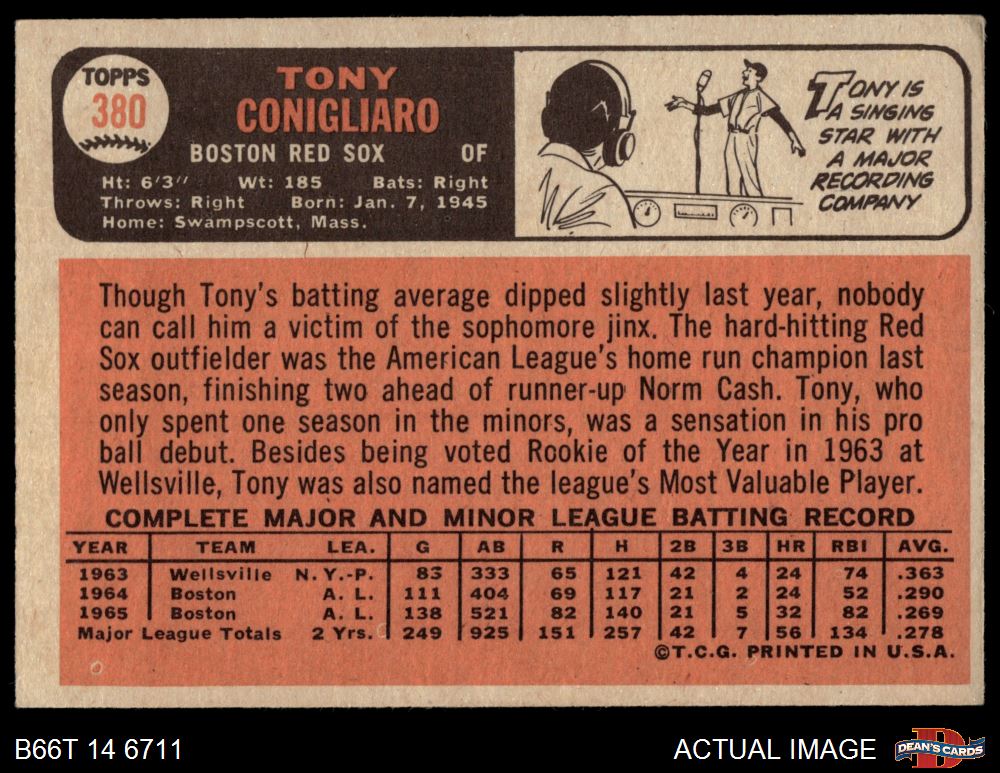 TOPPS
380
TONY
CONIGLIARO
BOSTON RED SOX OF
Ht: 6'3" Wt: 185 Bats: Right
Throws: Right Born: Jan. 7, 1945
Home: Swampscott, Mass.
TONY IS
A SINGING
STAR WITH
A MAJOR
RECORDING
COMPANY
Though Tony's batting average dipped slightly last year, nobody
can call him a victim of the sophomore jinx. The hard-hitting Red
Sox outfielder was the American League's home run champion last
season, finishing two ahead of runner-up Norm Cash. Tony, who
only spent one season in the minors, was a sensation in his pro
ball debut. Besides being voted Rookie of the Year in 1963 at
Wellsville, Tony was also named the league's Most Valuable Player.
COMPLETE MAJOR AND MINOR LEAGUE BATTING RECORD
YEAR TEAM LEA. G AB R H 2B 3B HR RBI AVG.
1963 Wellsville N.Y.-P. 83 333 65 121 42 4 24 74 .363
1964 Boston A. L. 111 404 69 117 21 2 24 52 .290
1965 Boston A. L. 138 521 82 140 21 5 32 82 .269
Major League Totals 2 Yrs. 249 925 151 257 42 7 56 134 .278
©T.C.G. PRINTED IN U.S.A.
B66T 14 6711
ACTUAL IMAGE
D
DEAN'S CARDS